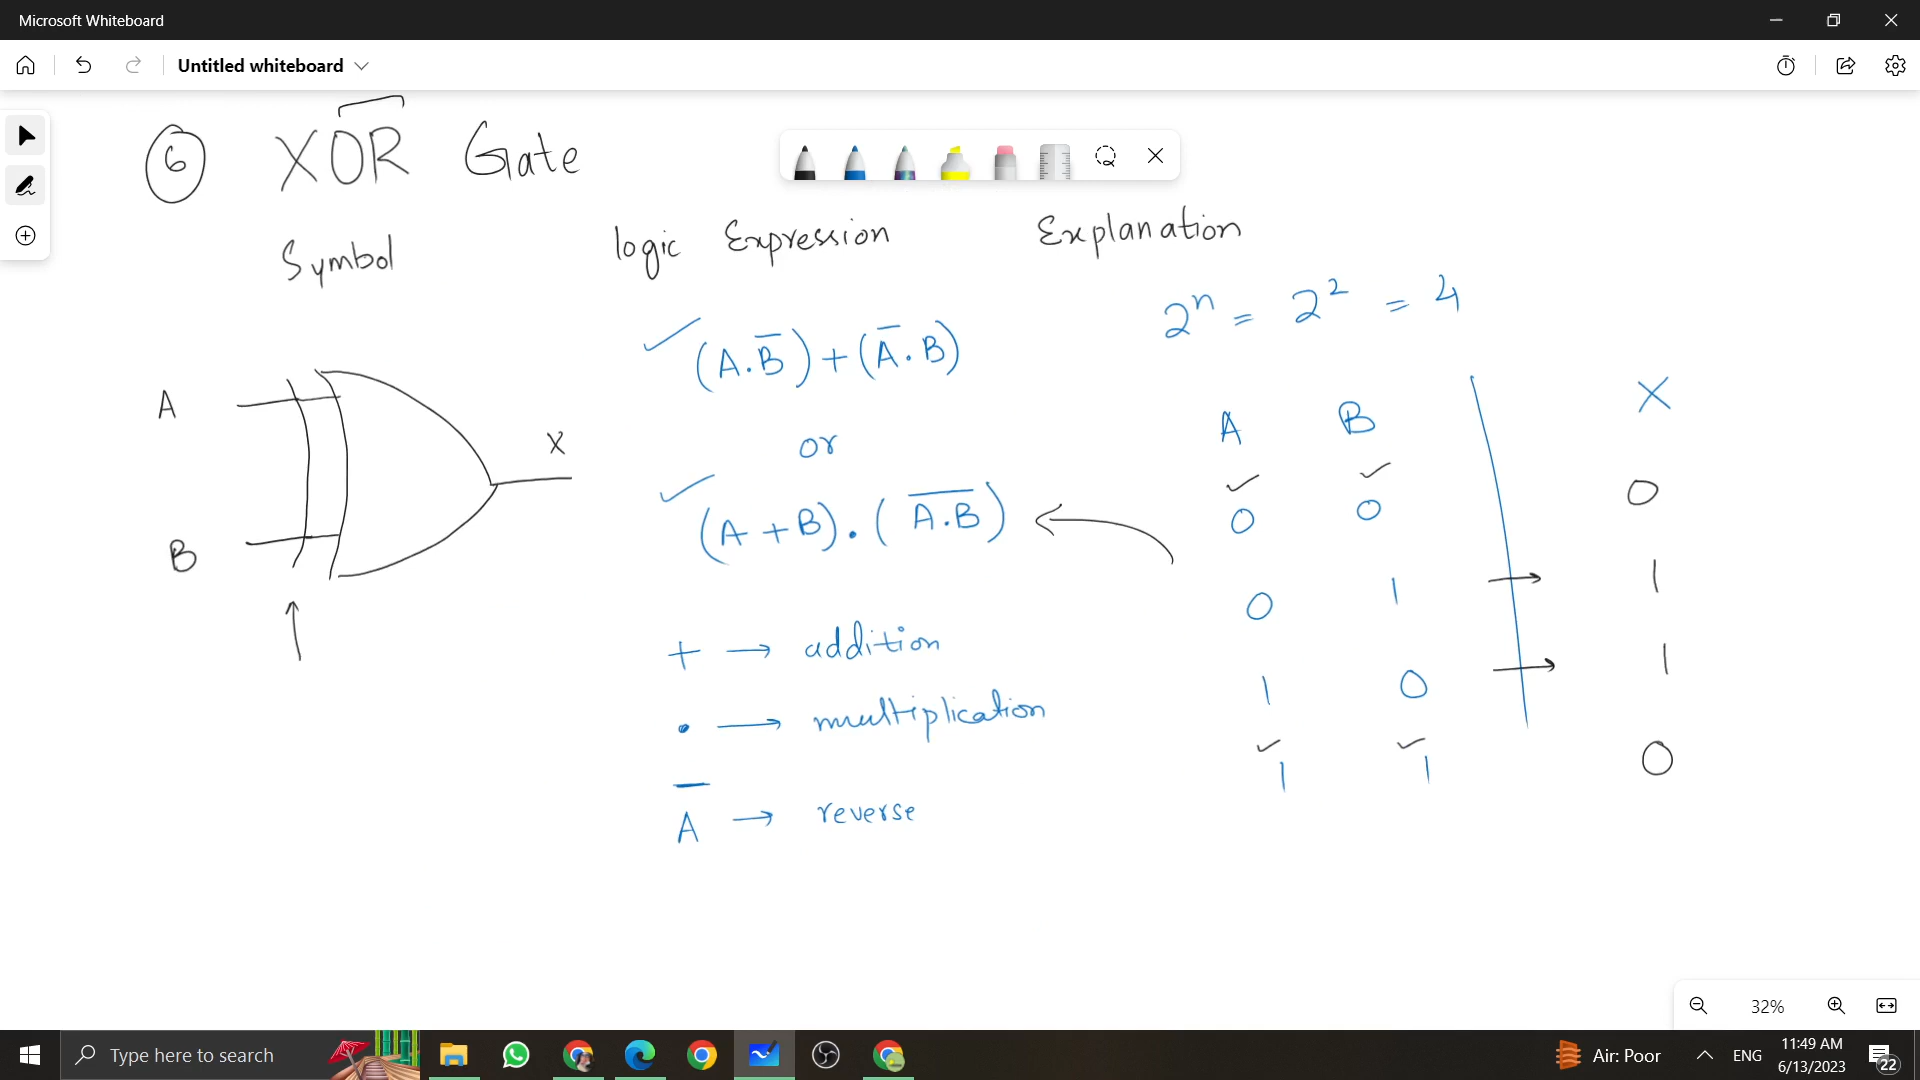 Microsoft Whiteboard
Untitled whiteboard
6 XOR Gate
Symbol logic Expression Explanation
2ⁿ = 2² = 4
(A.B̅) + (A̅.B)
A B X
A
X
or
0 0 0
(A + B) . (A̅.̅B̅)
B
0 1 1
+ → addition
1 0 1
. → multiplication
1 1 0
A̅ → reverse
32%
Type here to search
Air: Poor
ENG
11:49 AM
6/13/2023
22